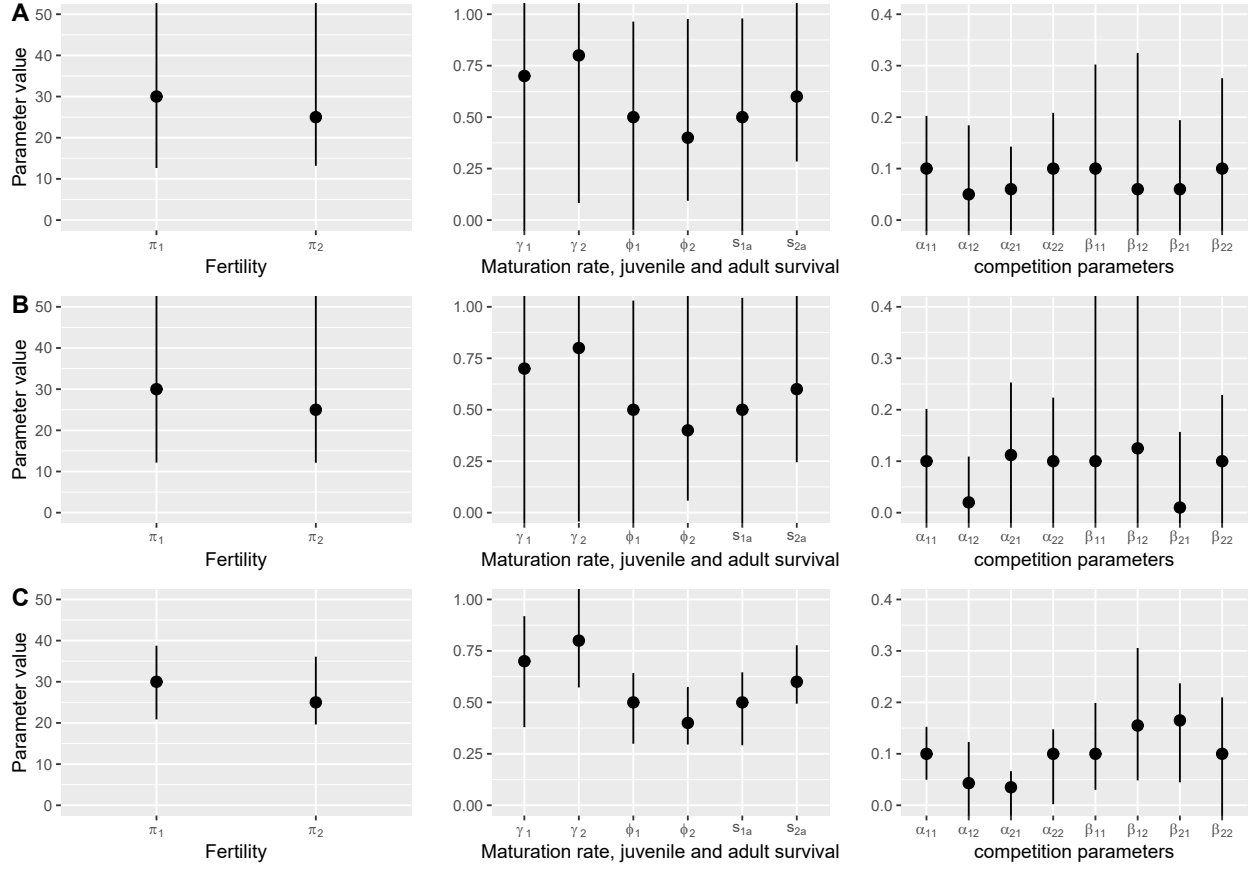 A
Parameter value
50
40
30
20
10
0
π1 π2
Fertility
1.00
0.75
0.50
0.25
0.00
γ1 γ2 ϕ1 ϕ2 s1a s2a
Maturation rate, juvenile and adult survival
0.4
0.3
0.2
0.1
0.0
α11 α12 α21 α22 β11 β12 β21 β22
competition parameters
B
Parameter value
50
40
30
20
10
0
π1 π2
Fertility
1.00
0.75
0.50
0.25
0.00
γ1 γ2 ϕ1 ϕ2 s1a s2a
Maturation rate, juvenile and adult survival
0.4
0.3
0.2
0.1
0.0
α11 α12 α21 α22 β11 β12 β21 β22
competition parameters
C
Parameter value
50
40
30
20
10
0
π1 π2
Fertility
1.00
0.75
0.50
0.25
0.00
γ1 γ2 ϕ1 ϕ2 s1a s2a
Maturation rate, juvenile and adult survival
0.4
0.3
0.2
0.1
0.0
α11 α12 α21 α22 β11 β12 β21 β22
competition parameters